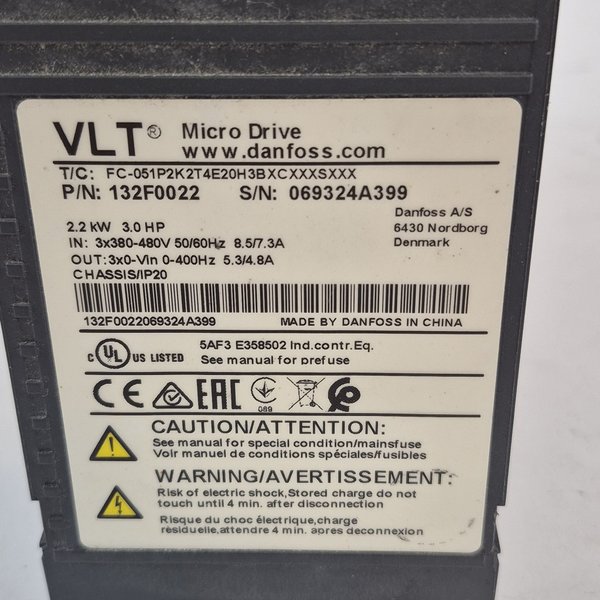 VLT® Micro Drive
www.danfoss.com
T/C: FC-051P2K2T4E20H3BXCXXXSXXX
P/N: 132F0022 S/N: 069324A399
2.2 kW 3.0 HP
IN: 3x380-480V 50/60Hz 8.5/7.3A
OUT: 3x0-Vin 0-400Hz 5.3/4.8A
CHASSIS/IP20
Danfoss A/S
6430 Nordborg
Denmark
132F0022069324A399 MADE BY DANFOSS IN CHINA
c UL US LISTED 5AF3 E358502 Ind.contr.Eq.
See manual for prefuse
CE EAC 089
CAUTION/ATTENTION:
See manual for special condition/mainsfuse
Voir manuel de conditions spéciales/fusibles
WARNING/AVERTISSEMENT:
Risk of electric shock,Stored charge do not
touch until 4 min. after disconnection
Risque du choc électrique,charge
résiduelle,attendre 4 min. apres deconnexion